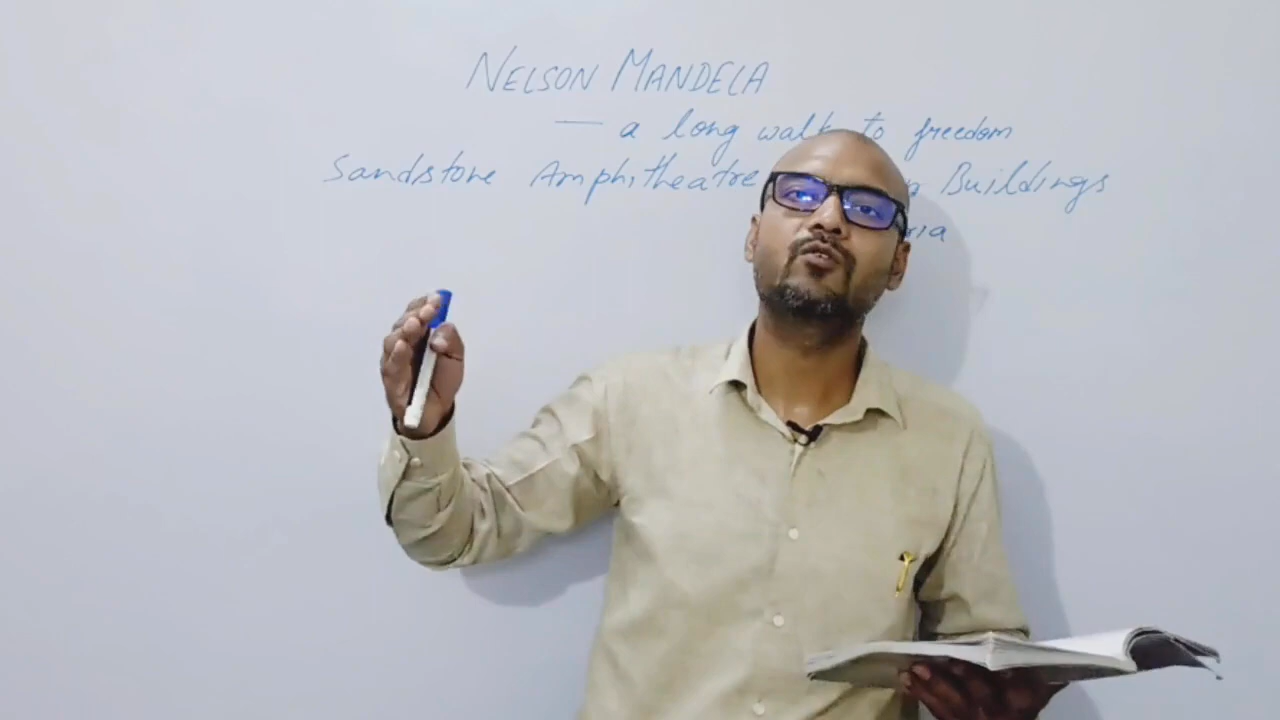 NELSON MANDELA
— a long walk to freedom
Sandstone Amphitheatre Buildings